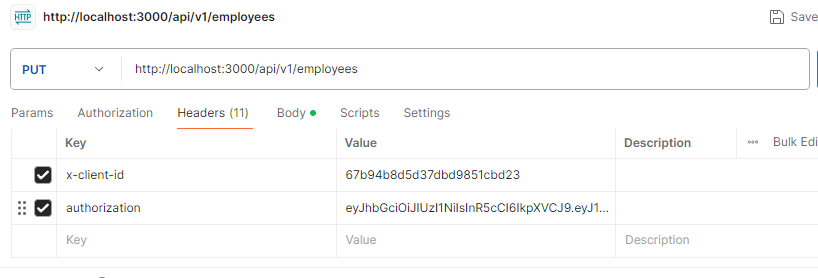 HTTP http://localhost:3000/api/v1/employees Save
PUT http://localhost:3000/api/v1/employees
Params Authorization Headers (11) Body Scripts Settings
Key Value Description Bulk Edi
x-client-id 67b94b8d5d37dbd9851cbd23
authorization eyJhbGciOiJIUzI1NiIsInR5cCI6IkpXVCJ9.eyJ1...
Key Value Description